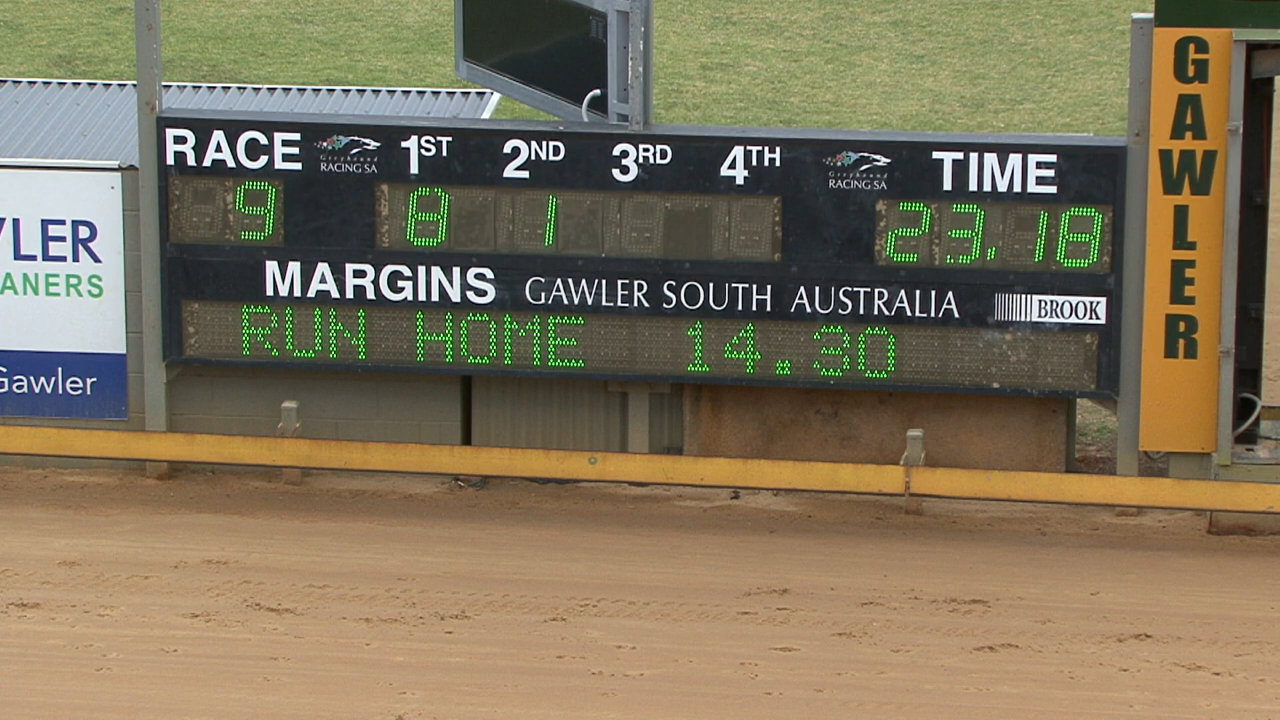 RACE Greyhound RACING SA 1ST 2ND 3RD 4TH Greyhound RACING SA TIME
9 8 1 23.18
MARGINS GAWLER SOUTH AUSTRALIA BROOK
RUN HOME 14.30
GAWLER
LER
ANERS
Gawler